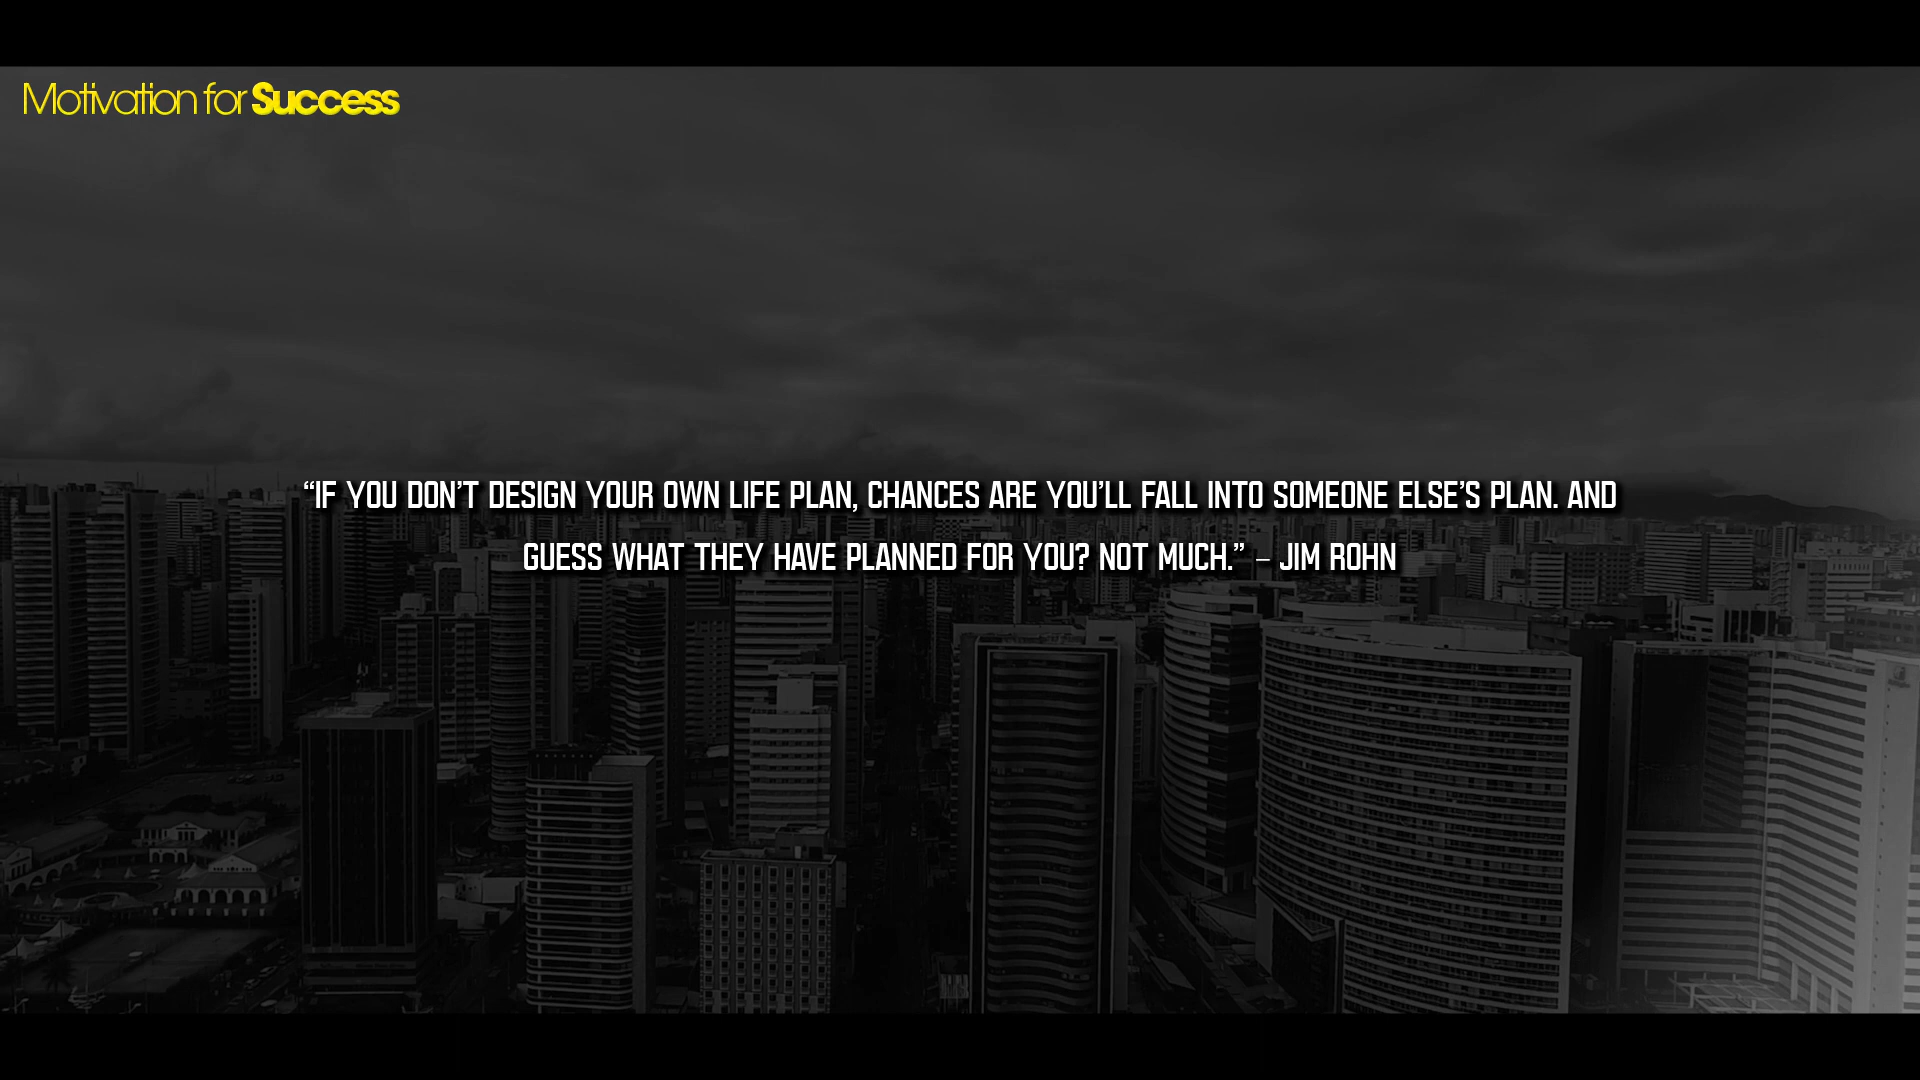 Motivation for Success
“IF YOU DON’T DESIGN YOUR OWN LIFE PLAN, CHANCES ARE YOU’LL FALL INTO SOMEONE ELSE’S PLAN. AND
GUESS WHAT THEY HAVE PLANNED FOR YOU? NOT MUCH.” – JIM ROHN